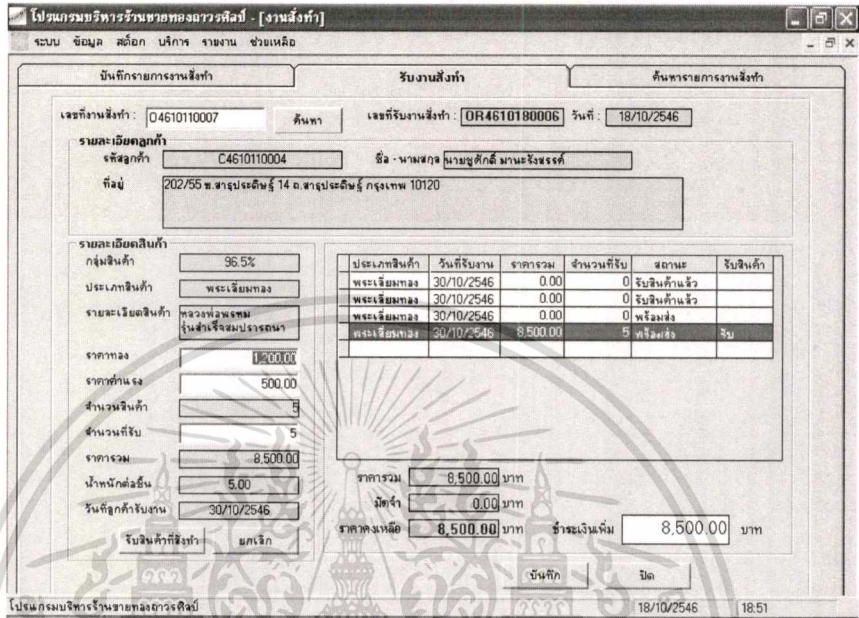 โปรแกรมบริหารร้านขายทองถาวรศิลป์ - [งานสั่งทำ]
ระบบ ข้อมูล สต็อก บริการ รายงาน ช่วยเหลือ
บันทึกรายการงานสั่งทำ รับงานสั่งทำ ค้นหารายการงานสั่งทำ
เลขที่งานสั่งทำ : O4610110007 ค้นหา เลขที่รับงานสั่งทำ : OR4610180006 วันที่ : 18/10/2546
รายละเอียดลูกค้า
รหัสลูกค้า C4610110004 ชื่อ - นามสกุล นายชูศักดิ์ มานะรังสรรค์
ที่อยู่ 202/55 ซ.สาธุประดิษฐ์ 14 ถ.สาธุประดิษฐ์ กรุงเทพ 10120
รายละเอียดสินค้า
กลุ่มสินค้า 96.5%
ประเภทสินค้า พระเลี่ยมทอง
รายละเอียดสินค้า หลวงพ่อพรหม
รุ่นสำเร็จสมปรารถนา
ราคาทอง 1,200.00
ราคาค่าแรง 500.00
จำนวนสินค้า 5
จำนวนที่รับ 5
ราคารวม 8,500.00
น้ำหนักต่อชิ้น 5.00
วันที่ลูกค้ารับงาน 30/10/2546
รับสินค้าที่สั่งทำ ยกเลิก
ประเภทสินค้า วันที่รับงาน ราคารวม จำนวนที่รับ สถานะ รับสินค้า
พระเลี่ยมทอง 30/10/2546 0.00 0 รับสินค้าแล้ว
พระเลี่ยมทอง 30/10/2546 0.00 0 รับสินค้าแล้ว
พระเลี่ยมทอง 30/10/2546 0.00 0 พร้อมส่ง
พระเลี่ยมทอง 30/10/2546 8,500.00 5 พร้อมส่ง รับ
ราคารวม 8,500.00 บาท
มัดจำ 0.00 บาท
ราคาคงเหลือ 8,500.00 บาท ชำระเงินเพิ่ม 8,500.00 บาท
บันทึก ปิด
โปรแกรมบริหารร้านขายทองถาวรศิลป์ 18/10/2546 18:51